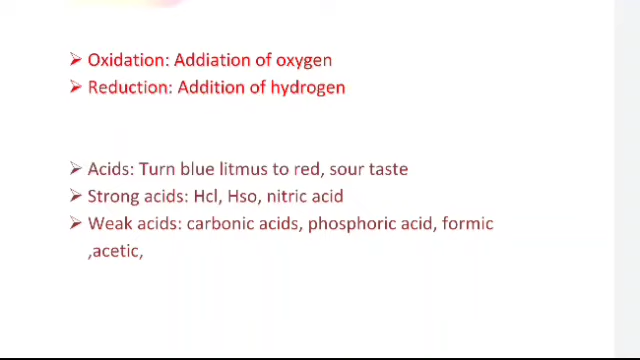 ➢ Oxidation: Addiation of oxygen
➢ Reduction: Addition of hydrogen
➢ Acids: Turn blue litmus to red, sour taste
➢ Strong acids: Hcl, Hso, nitric acid
➢ Weak acids: carbonic acids, phosphoric acid, formic
,acetic,